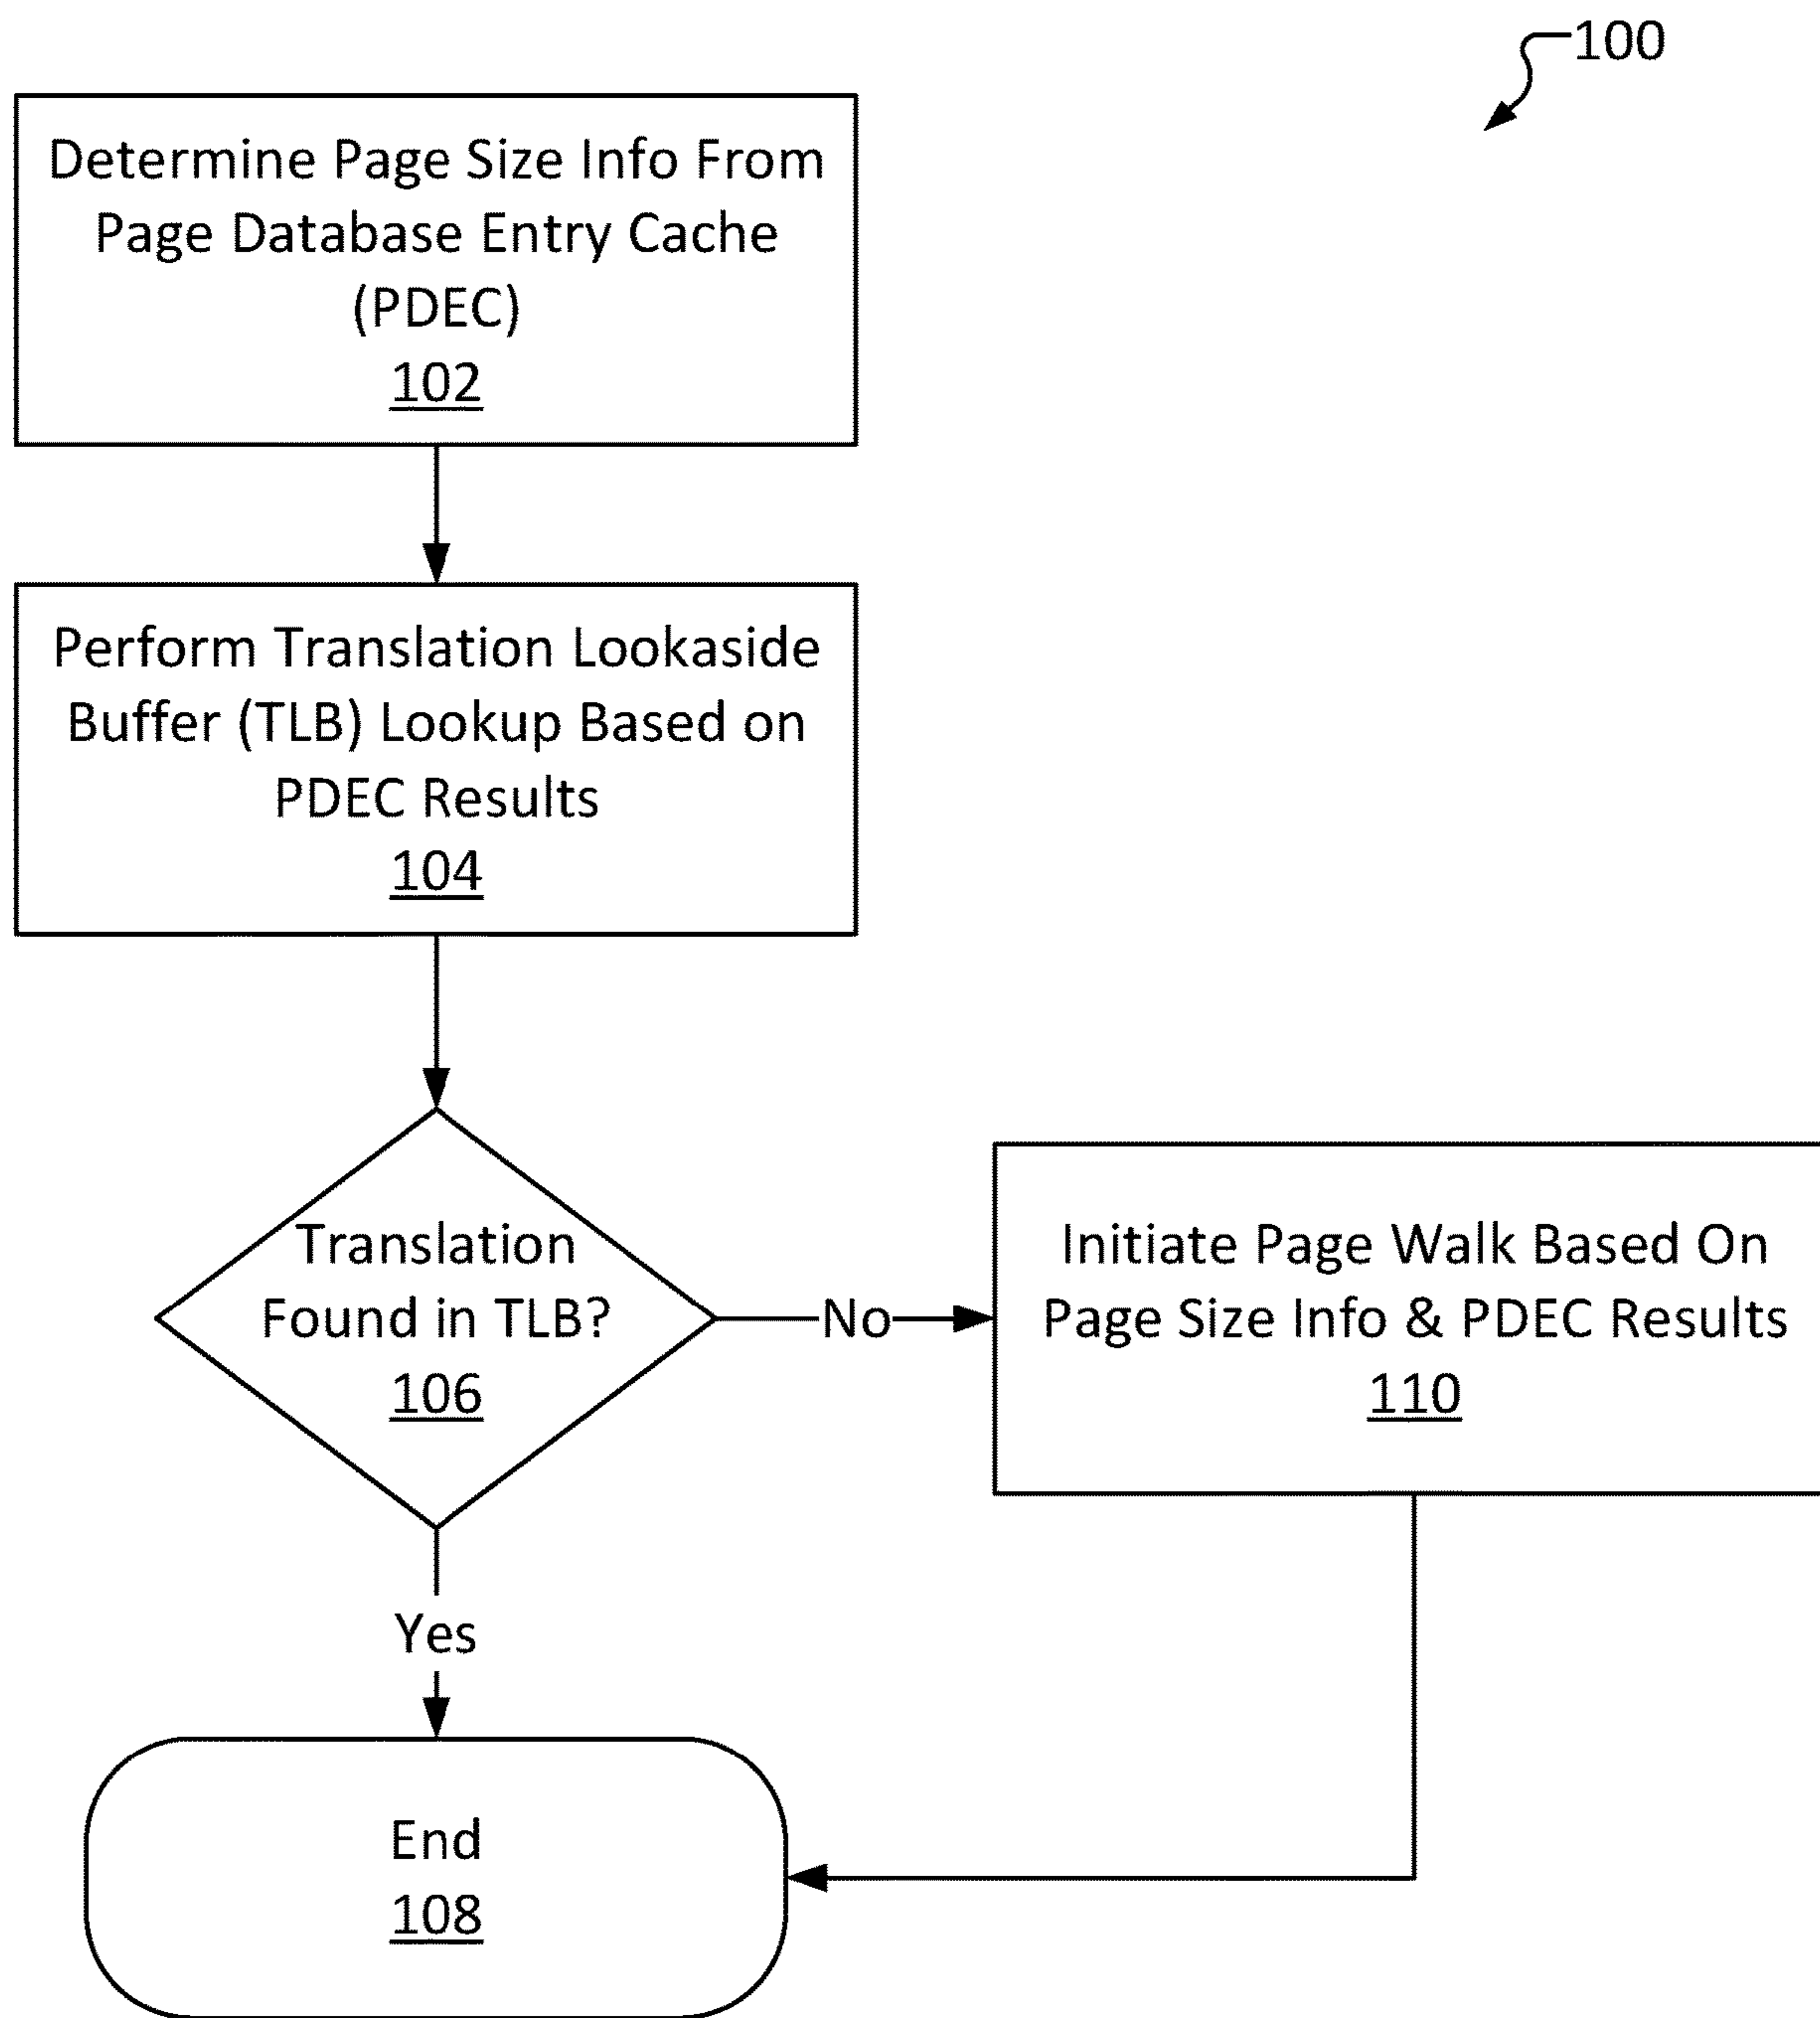 100
Determine Page Size Info From
Page Database Entry Cache
(PDEC)
102
Perform Translation Lookaside
Buffer (TLB) Lookup Based on
PDEC Results
104
Translation
Found in TLB?
106
No
Initiate Page Walk Based On
Page Size Info & PDEC Results
110
Yes
End
108